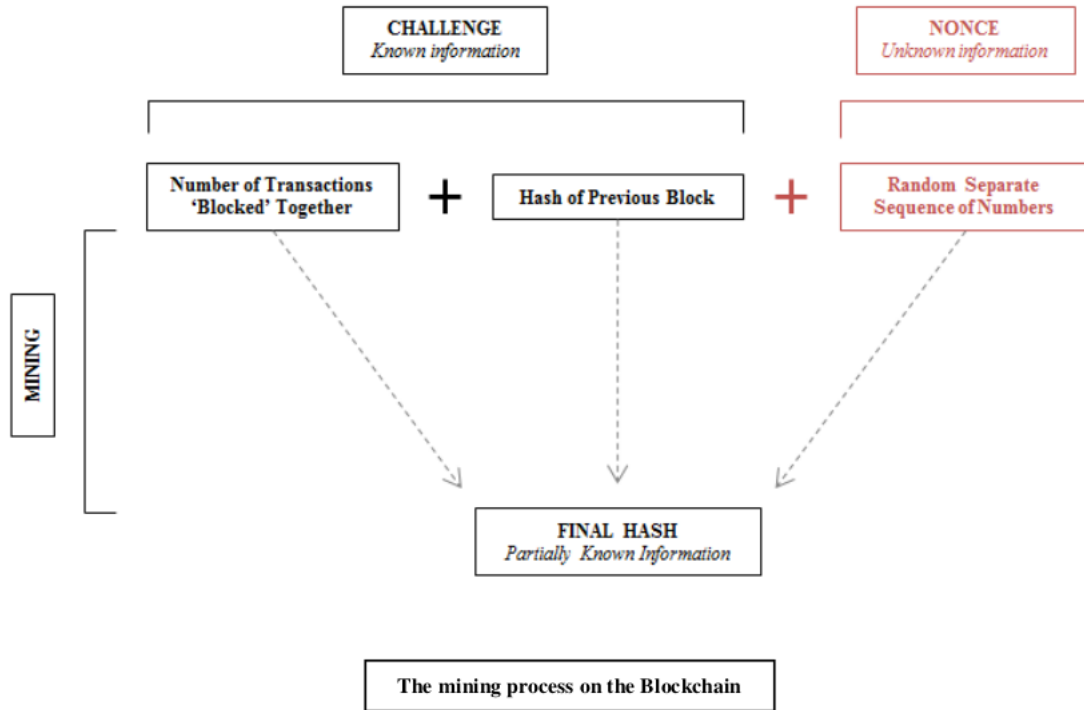 CHALLENGE
Known information
NONCE
Unknown information
Number of Transactions
‘Blocked’ Together
+
Hash of Previous Block
+
Random Separate
Sequence of Numbers
MINING
FINAL HASH
Partially Known Information
The mining process on the Blockchain